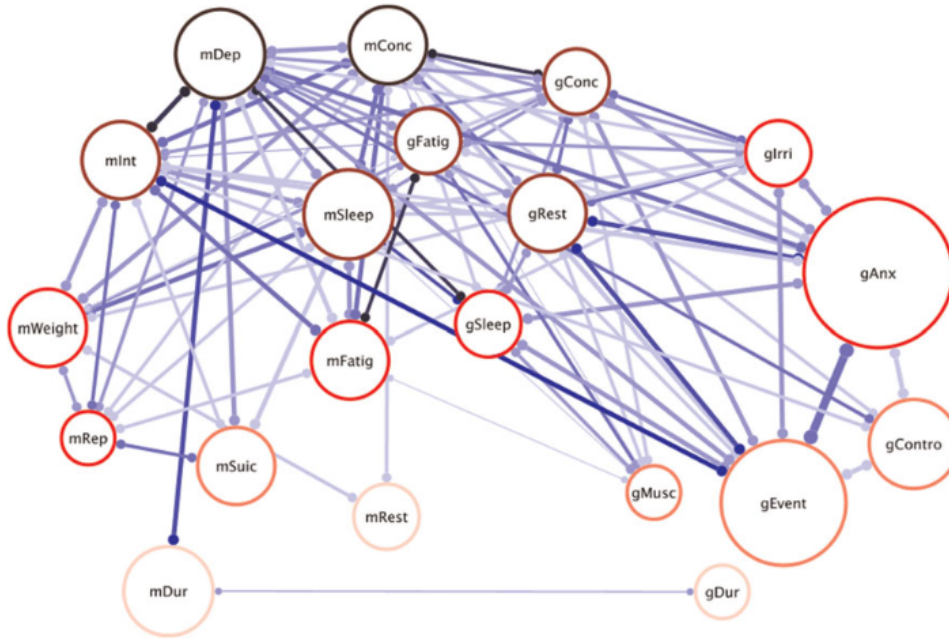 mDep
mConc
gConc
gFatig
mInt
gIrri
mSleep
gRest
gAnx
mWeight
gSleep
mFatig
mRep
gContro
mSuic
gMusc
gEvent
mRest
mDur
gDur